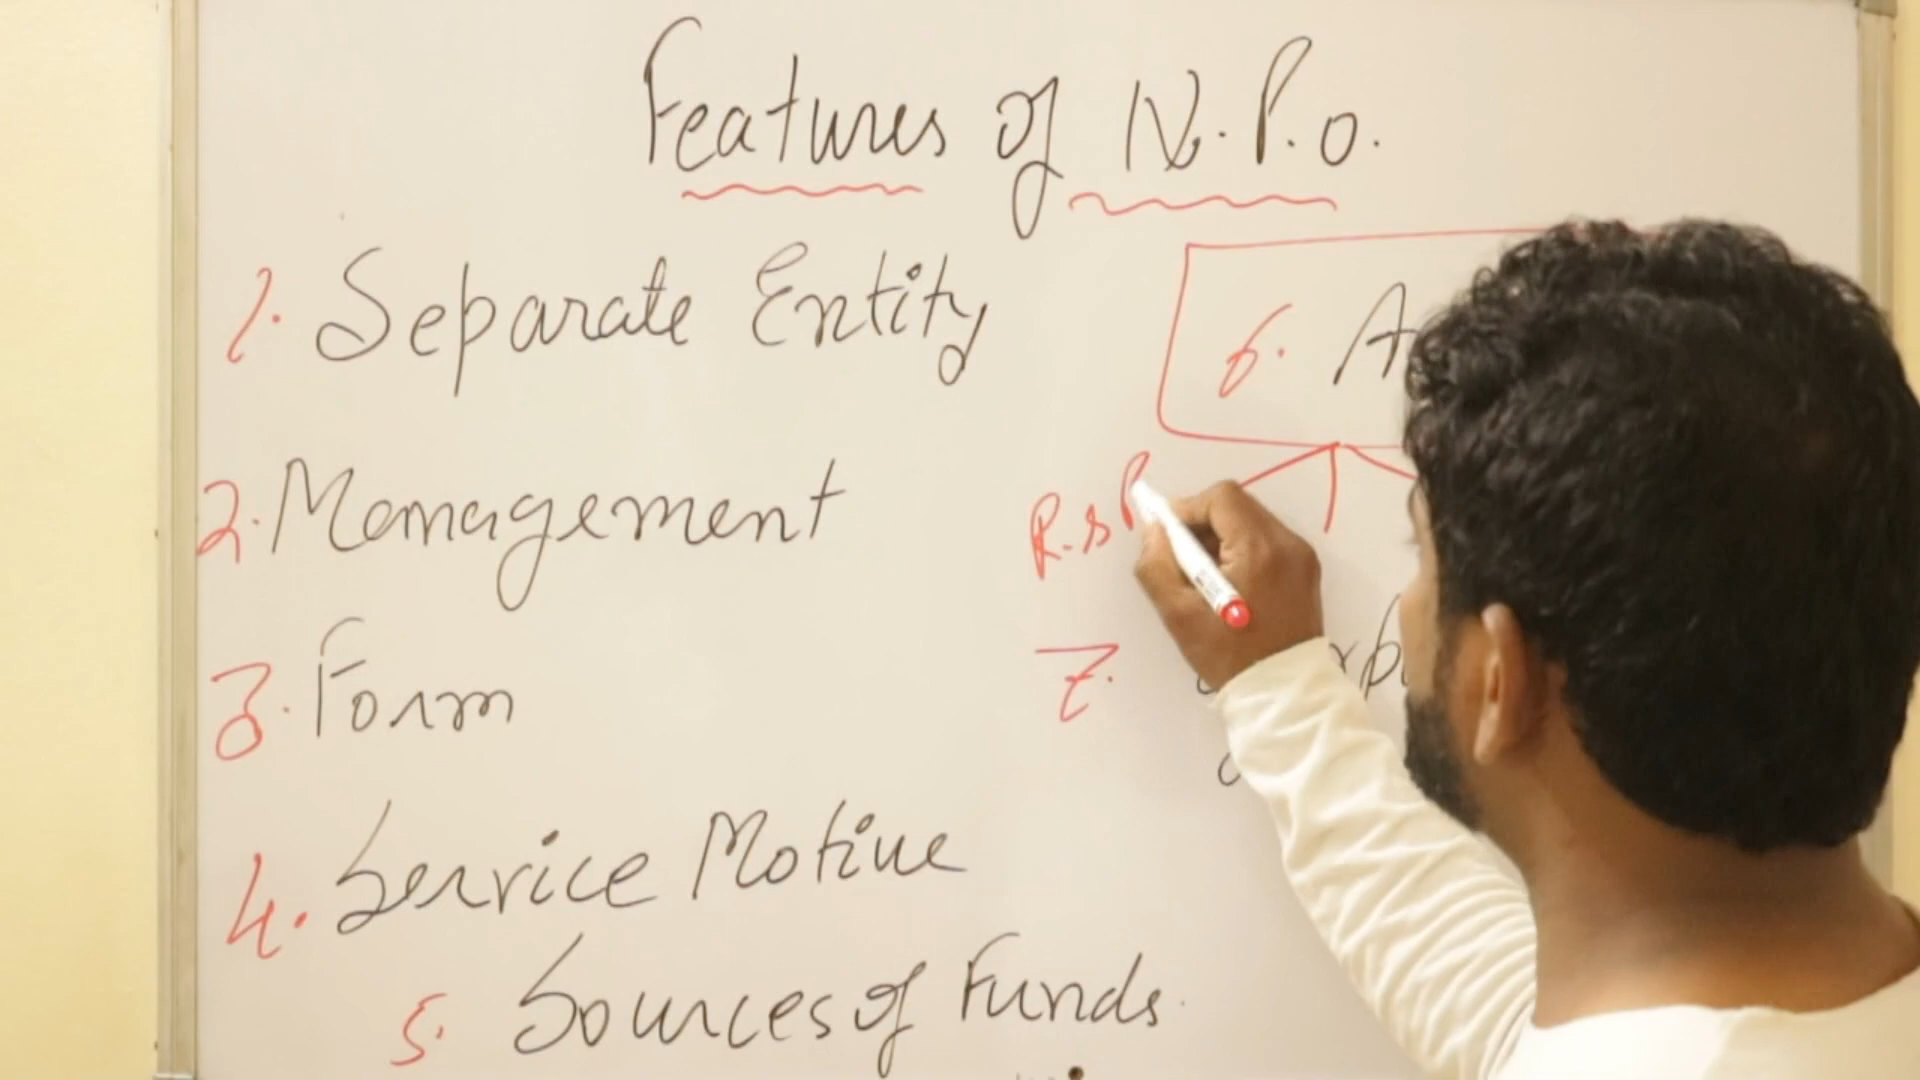 Features of N.P.O.
1. Separate Entity
2. Management
3. Form
4. Service Motive
5. Sources of Funds.
6. A
R.s P
7.